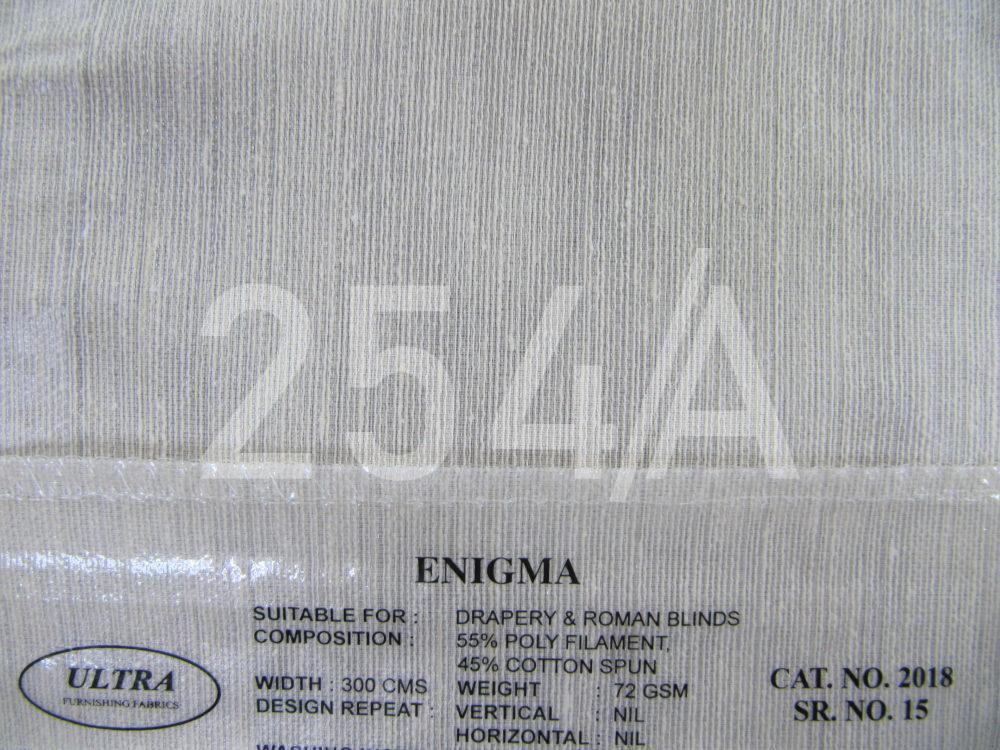 254/A
ENIGMA
SUITABLE FOR : DRAPERY & ROMAN BLINDS
COMPOSITION : 55% POLY FILAMENT,
45% COTTON SPUN
WIDTH : 300 CMS WEIGHT : 72 GSM
DESIGN REPEAT : VERTICAL : NIL
HORIZONTAL : NIL
ULTRA
FURNISHING FABRICS
CAT. NO. 2018
SR. NO. 15